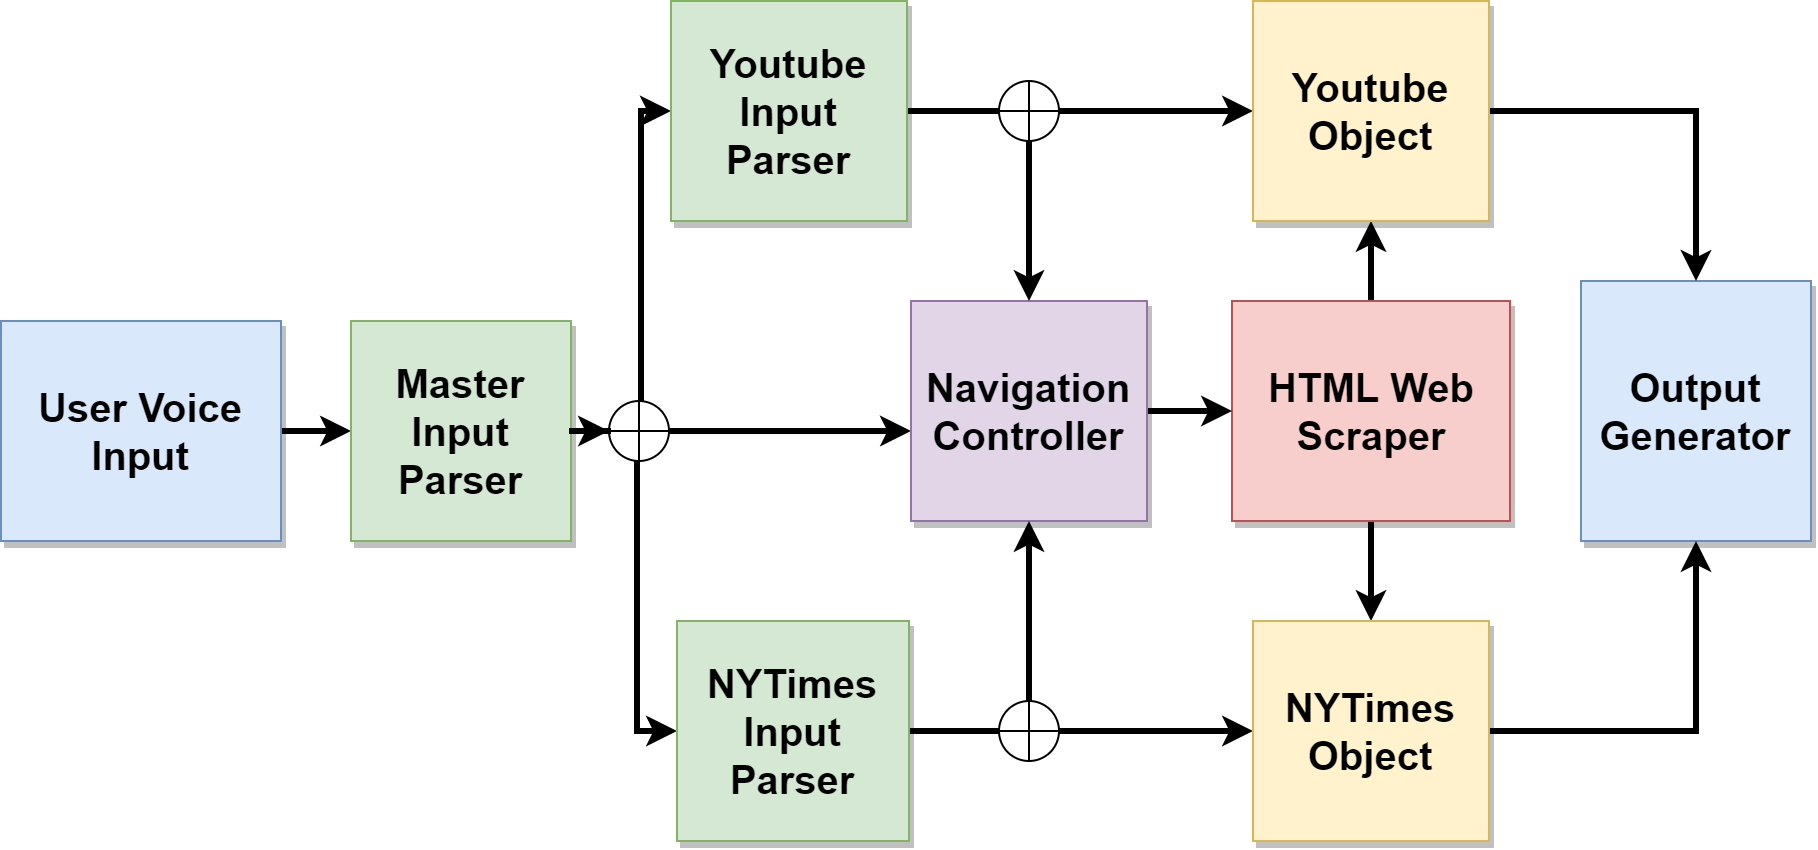 Youtube
Input
Parser
Youtube
Object
User Voice
Input
Master
Input
Parser
Navigation
Controller
HTML Web
Scraper
Output
Generator
NYTimes
Input
Parser
NYTimes
Object